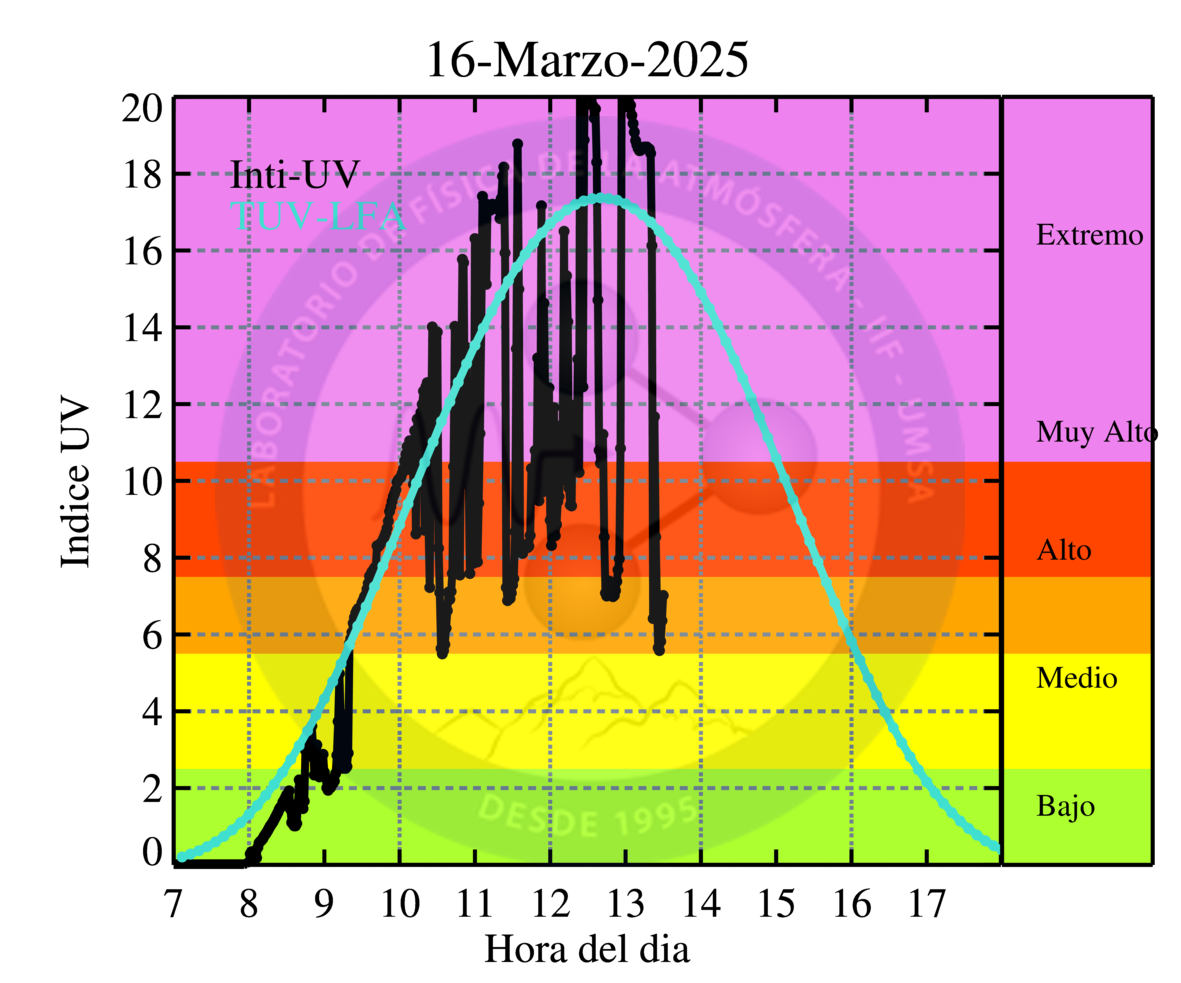 16-Marzo-2025
20
18
16
14
12
10
8
6
4
2
0
Indice UV
Inti-UV
TUV-LFA
LABORATORIO DE FÍSICA DE LA ATMÓSFERA - IIF - UMSA
DESDE 1995
Extremo
Muy Alto
Alto
Medio
Bajo
7 8 9 10 11 12 13 14 15 16 17
Hora del dia